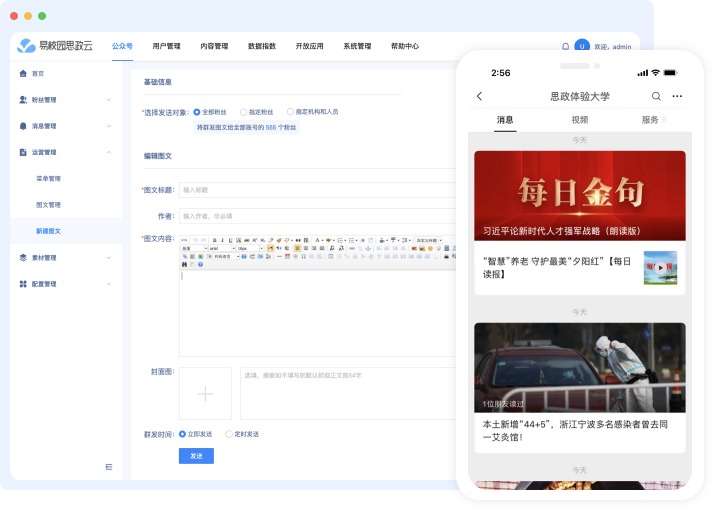 易校园思政云
公众号 用户管理 内容管理 数据指数 开放应用 系统管理 帮助中心
U 欢迎, admin
首页
粉丝管理
消息管理
运营管理
菜单管理
图文管理
新建图文
素材管理
配置管理
基础信息
*选择发送对象: 全部粉丝 指定粉丝 指定机构和人员
将群发图文给全部账号的 555 个粉丝
编辑图文
*图文标题: 输入标题
作者: 输入作者, 非必填
*图文内容:
封面图:
选填, 摘要如不填写则默认抓取正文前54字
群发时间: 立即发送 定时发送
发送
2:56
思政体验大学
消息 视频 服务
今天
每日金句
习近平论新时代人才强军战略（朗读版）
“智慧”养老 守护最美“夕阳红”【每日
读报】
今天
1位朋友读过
本土新增“44+5”，浙江宁波多名感染者曾去同
一艾灸馆！
今天